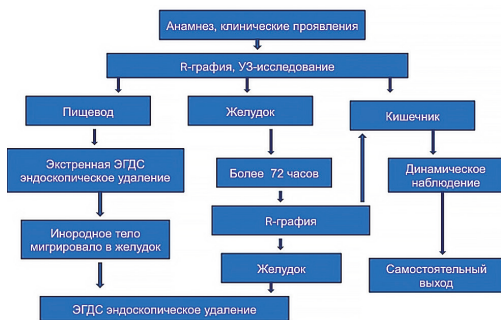 Анамнез, клинические проявления
R-графия, УЗ-исследование
Пищевод
Желудок
Кишечник
Экстренная ЭГДС
эндоскопическое удаление
Более 72 часов
Динамическое
наблюдение
R-графия
Инородное тело
мигрировало в желудок
Желудок
Самостоятельный
выход
ЭГДС эндоскопическое удаление